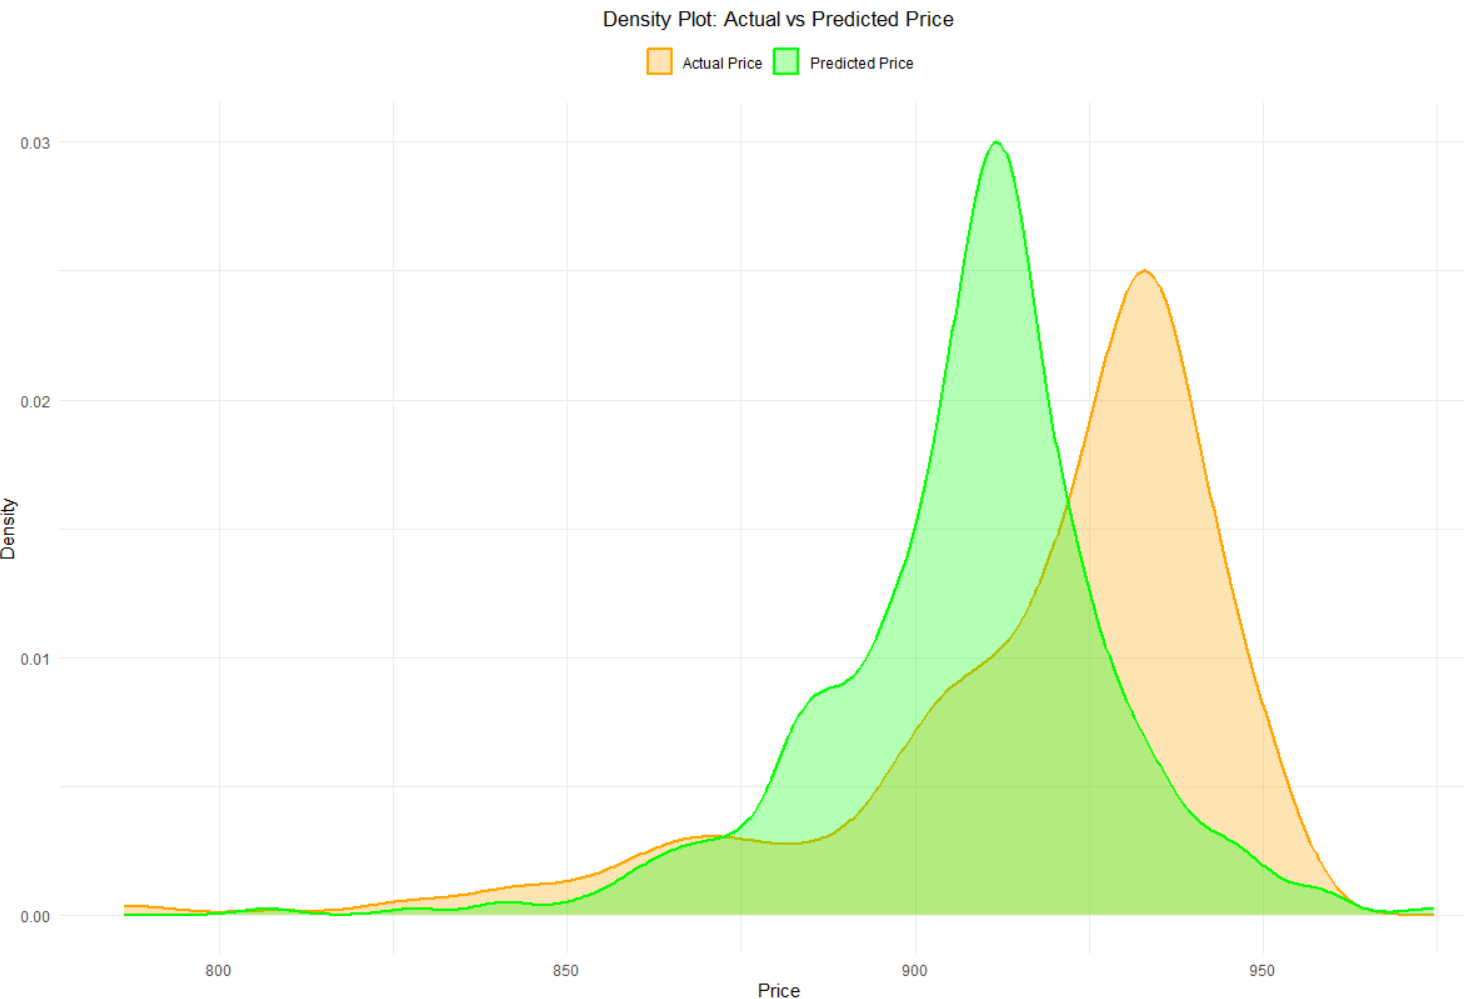 Density Plot: Actual vs Predicted Price
Actual Price Predicted Price
0.03
0.02
0.01
0.00
Density
800 850 900 950
Price